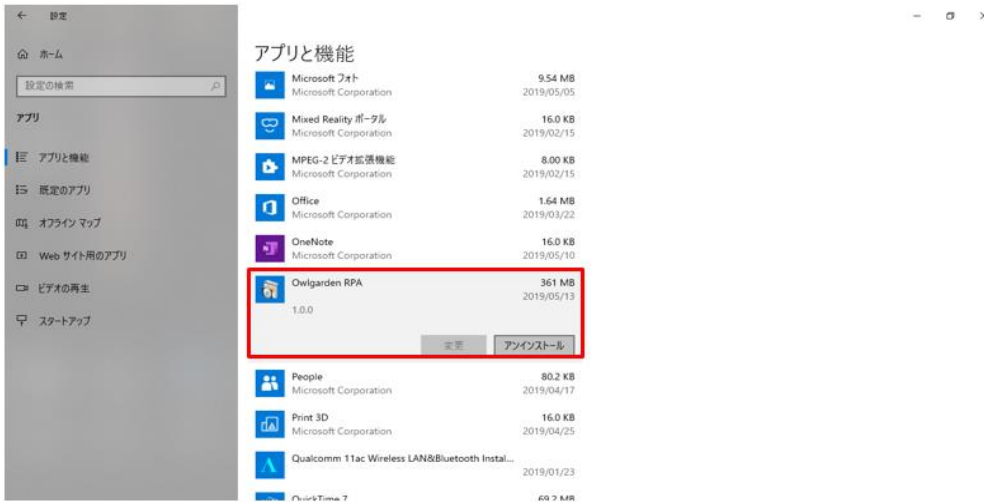 設定
ホーム
設定の検索
アプリ
アプリと機能
既定のアプリ
オフライン マップ
Web サイト用のアプリ
ビデオの再生
スタートアップ
アプリと機能
Microsoft フォト 9.54 MB
Microsoft Corporation 2019/05/05
Mixed Reality ポータル 16.0 KB
Microsoft Corporation 2019/02/15
MPEG-2 ビデオ拡張機能 8.00 KB
Microsoft Corporation 2019/02/15
Office 1.64 MB
Microsoft Corporation 2019/03/22
OneNote 16.0 KB
Microsoft Corporation 2019/05/10
Owlgarden RPA 361 MB
2019/05/13
1.0.0
変更 アンインストール
People 80.2 KB
Microsoft Corporation 2019/04/17
Print 3D 16.0 KB
Microsoft Corporation 2019/04/25
Qualcomm 11ac Wireless LAN&Bluetooth Instal...
2019/01/23
QuickTime 7 69.2 MB